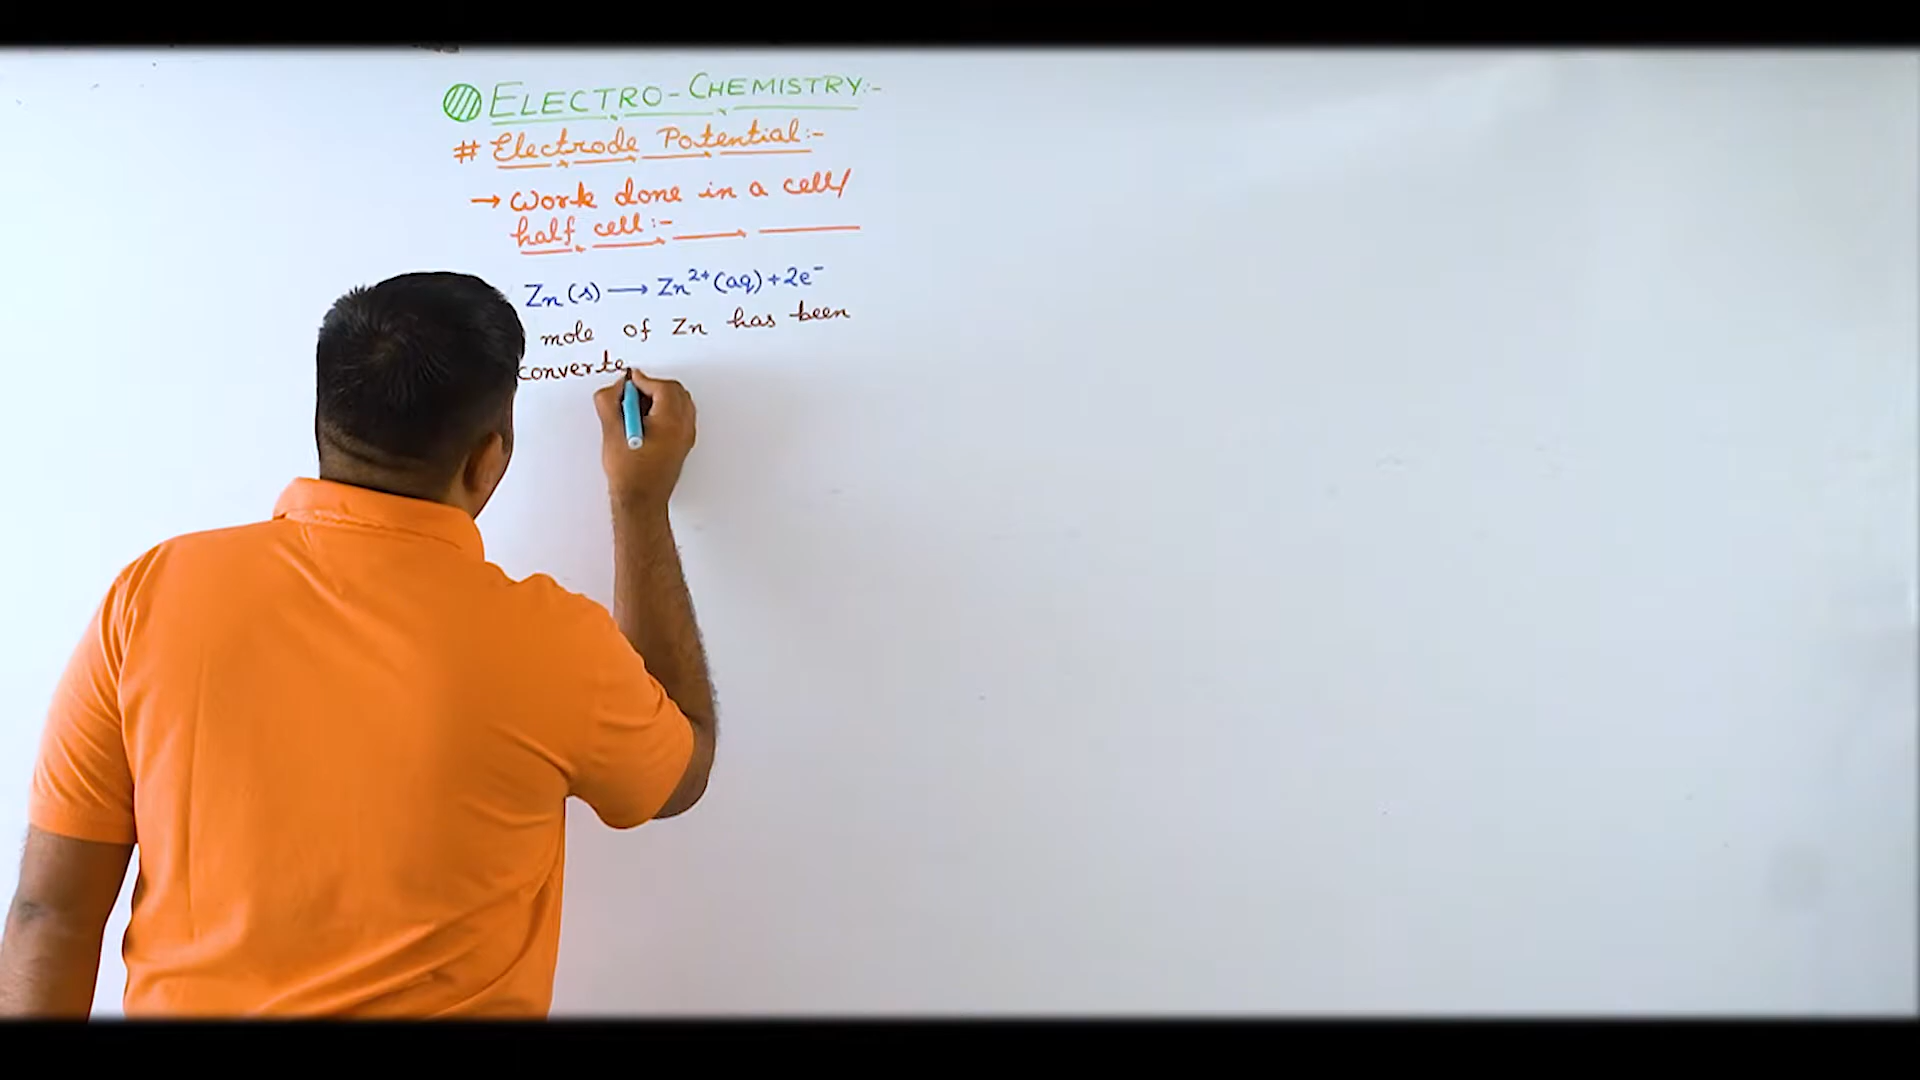 ELECTRO-CHEMISTRY:-
# Electrode Potential:-
→ Work done in a cell/
half cell:-
Zn(s) ⟶ Zn²⁺(aq)+2e⁻
mole of Zn has been
converte